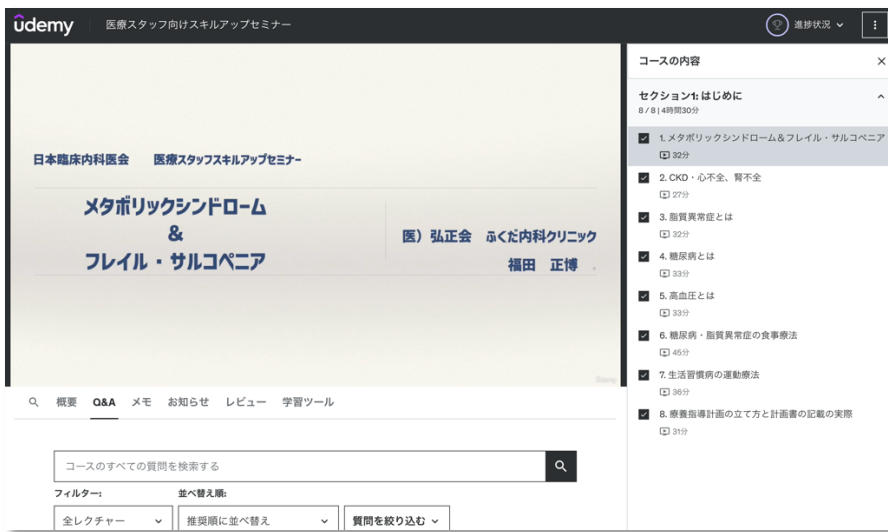 ûdemy
医療スタッフ向けスキルアップセミナー
進捗状況
日本臨床内科医会 医療スタッフスキルアップセミナー
メタボリックシンドローム
&
フレイル・サルコペニア
医）弘正会 ふくだ内科クリニック
福田 正博
Udemy
コースの内容
セクション1: はじめに
8 / 8 | 4時間30分
1. メタボリックシンドローム＆フレイル・サルコペニア
32分
2. CKD・心不全、腎不全
27分
3. 脂質異常症とは
32分
4. 糖尿病とは
33分
5. 高血圧とは
33分
6. 糖尿病・脂質異常症の食事療法
45分
7. 生活習慣病の運動療法
36分
8. 療養指導計画の立て方と計画書の記載の実際
31分
概要 Q&A メモ お知らせ レビュー 学習ツール
コースのすべての質問を検索する
フィルター: 並べ替え順:
全レクチャー 推奨順に並べ替え 質問を絞り込む